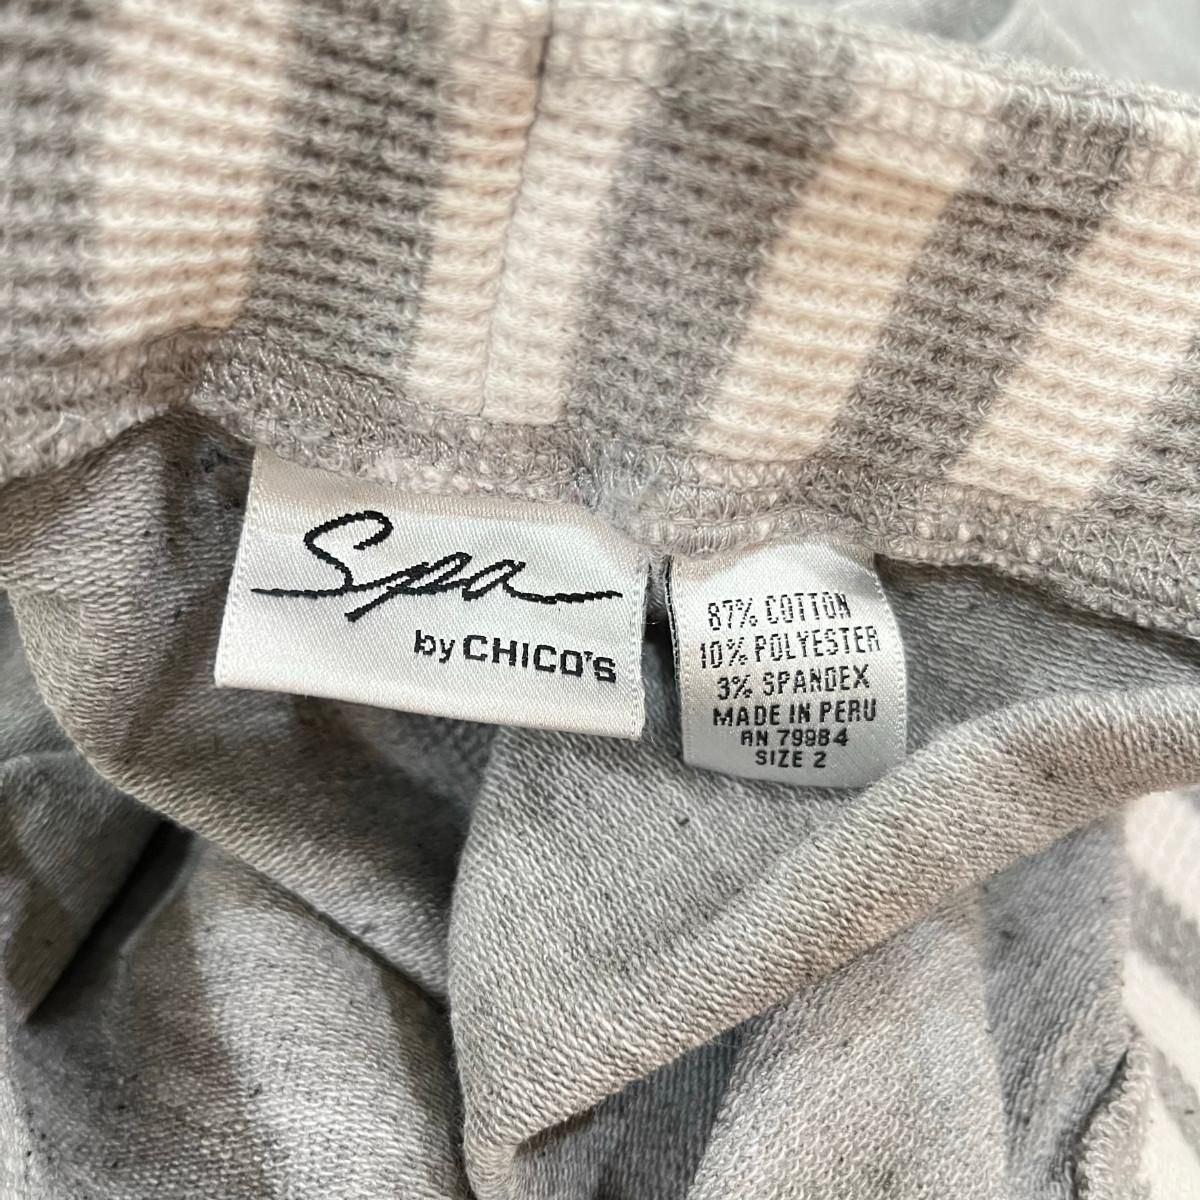 Spa
by CHICO'S
87% COTTON
10% POLYESTER
3% SPANDEX
MADE IN PERU
RN 79984
SIZE 2